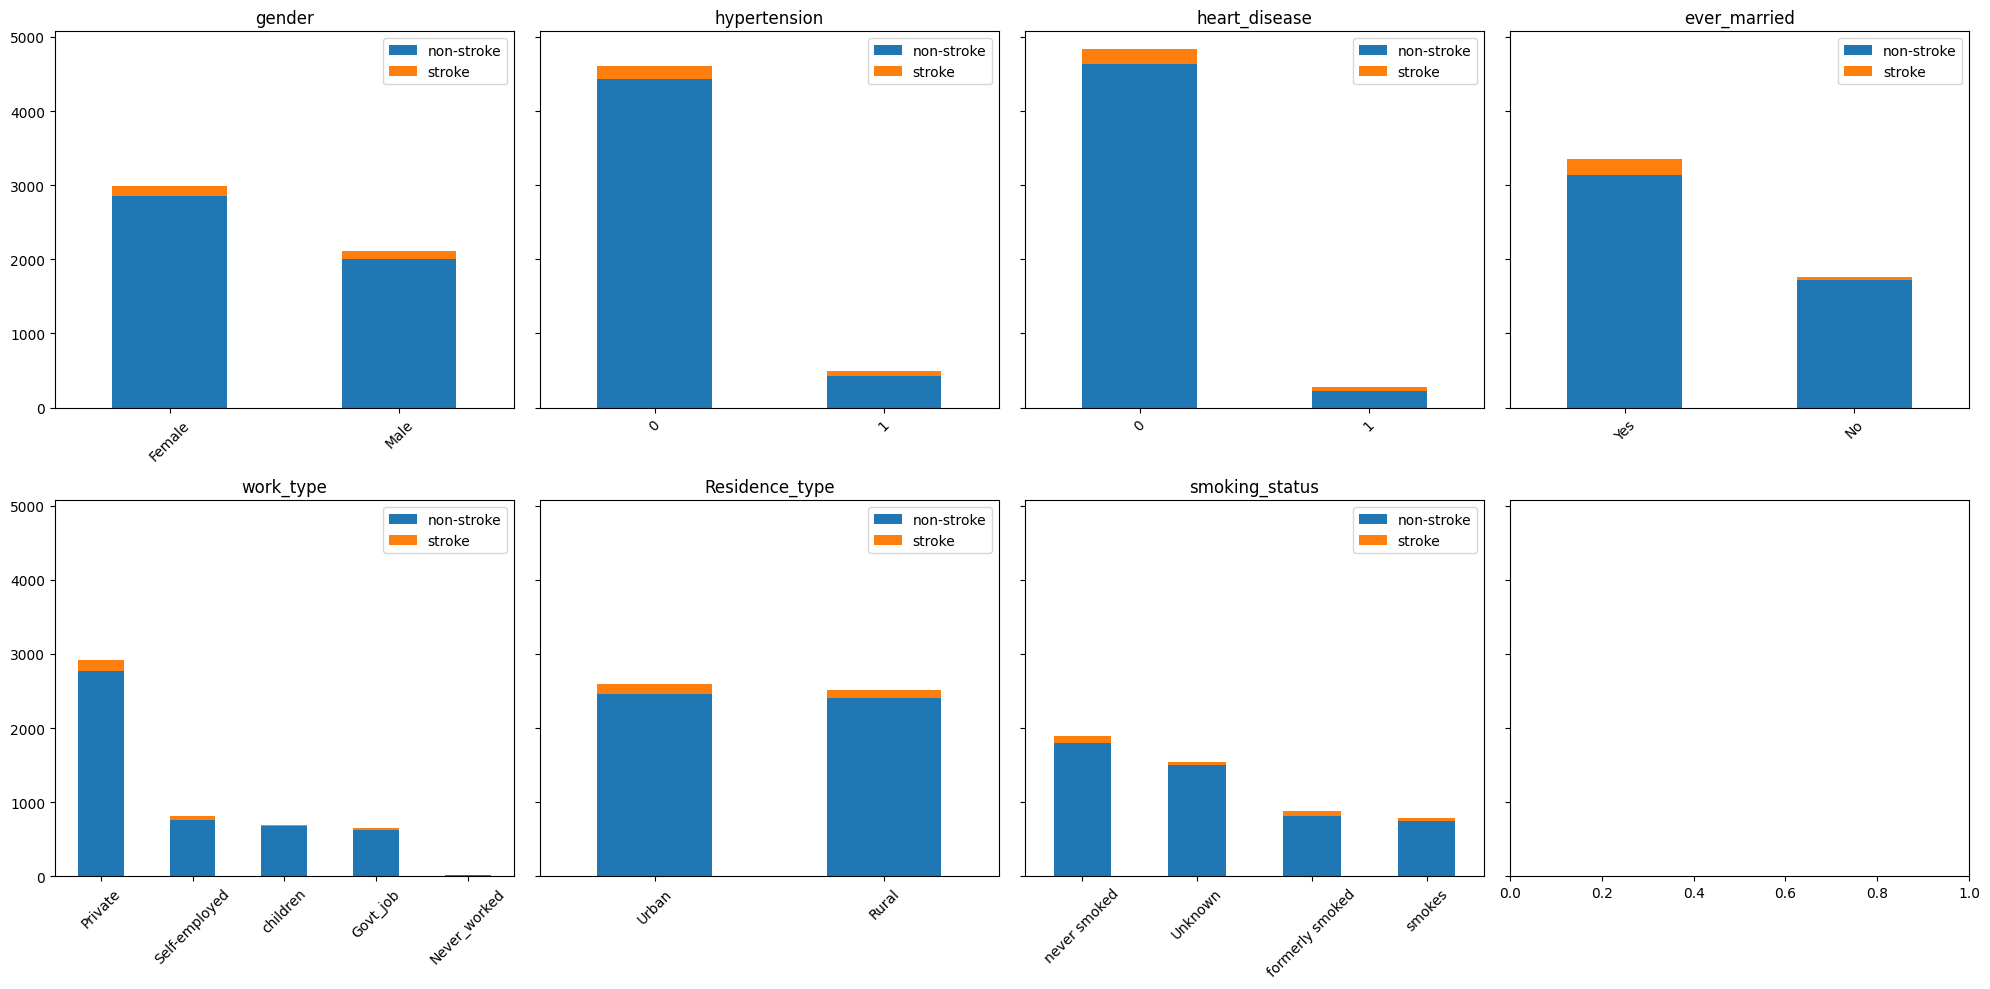 gender
non-stroke
stroke
5000
4000
3000
2000
1000
0
Female
Male
hypertension
non-stroke
stroke
0
1
heart_disease
non-stroke
stroke
0
1
ever_married
non-stroke
stroke
Yes
No
work_type
non-stroke
stroke
5000
4000
3000
2000
1000
0
Private
Self-employed
children
Govt_job
Never_worked
Residence_type
non-stroke
stroke
Urban
Rural
smoking_status
non-stroke
stroke
never smoked
Unknown
formerly smoked
smokes
0.0
0.2
0.4
0.6
0.8
1.0